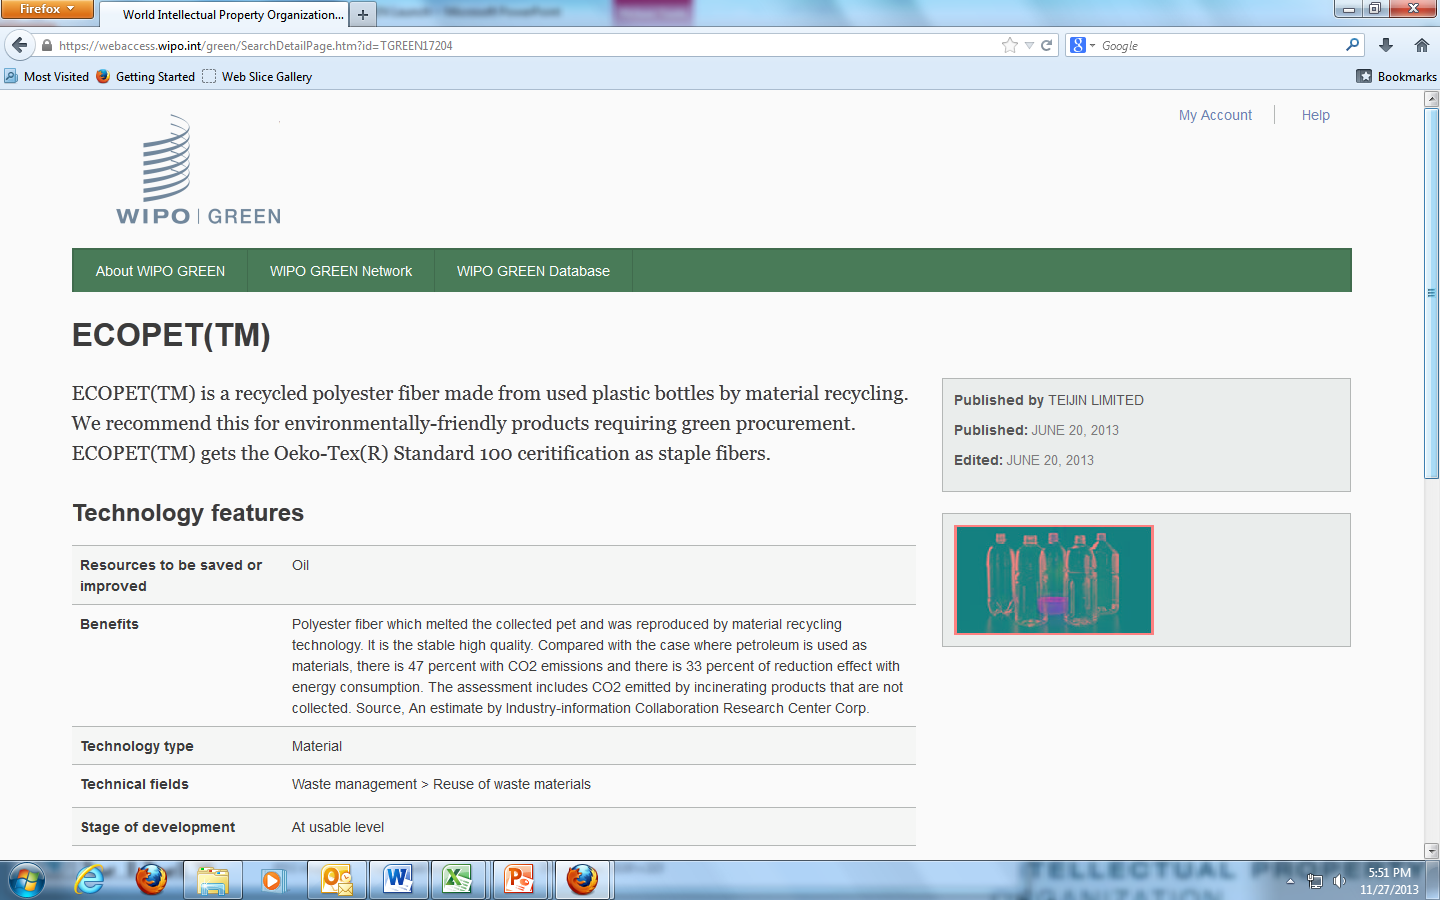 Firefox
World Intellectual Property Organization...
Microsoft PowerPoint
https://webaccess.wipo.int/green/SearchDetailPage.htm?id=TGREEN17204
Google
Most Visited
Getting Started
Web Slice Gallery
Bookmarks
My Account
Help
WIPO | GREEN
About WIPO GREEN
WIPO GREEN Network
WIPO GREEN Database
ECOPET(TM)
ECOPET(TM) is a recycled polyester fiber made from used plastic bottles by material recycling.
We recommend this for environmentally-friendly products requiring green procurement.
ECOPET(TM) gets the Oeko-Tex(R) Standard 100 ceritification as staple fibers.
Published by TEIJIN LIMITED
Published: JUNE 20, 2013
Edited: JUNE 20, 2013
Technology features
Resources to be saved or
improved
Oil
Benefits
Polyester fiber which melted the collected pet and was reproduced by material recycling
technology. It is the stable high quality. Compared with the case where petroleum is used as
materials, there is 47 percent with CO2 emissions and there is 33 percent of reduction effect with
energy consumption. The assessment includes CO2 emitted by incinerating products that are not
collected. Source, An estimate by Industry-information Collaboration Research Center Corp.
Technology type
Material
Technical fields
Waste management > Reuse of waste materials
Stage of development
At usable level
TELLECTUAL PROPERTY
ORGANIZATION
5:51 PM
11/27/2013